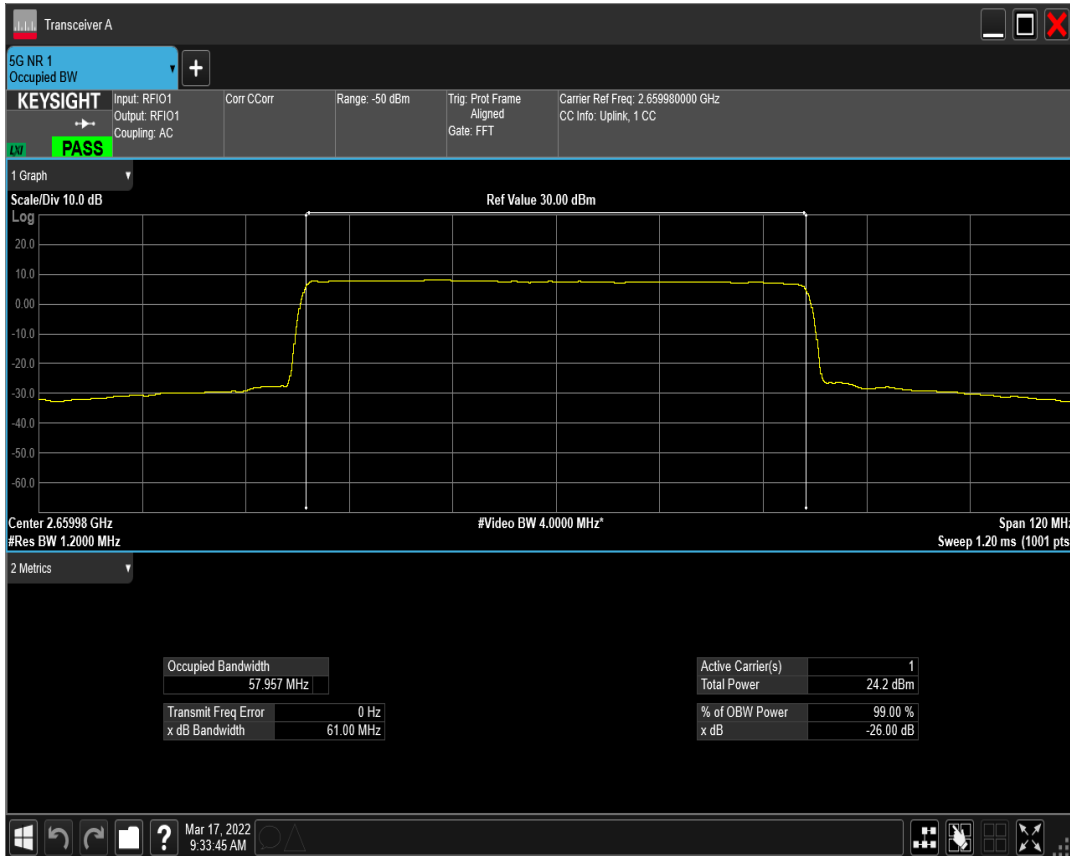 Transceiver A
5G NR 1
Occupied BW
KEYSIGHT
Input: RFIO1
Output: RFIO1
Coupling: AC
Corr CCorr
Range: -50 dBm
Trig: Prot Frame
Aligned
Gate: FFT
Carrier Ref Freq: 2.659980000 GHz
CC Info: Uplink, 1 CC
LXI
PASS
1 Graph
Scale/Div 10.0 dB
Ref Value 30.00 dBm
Log
20.0
10.0
0.00
-10.0
-20.0
-30.0
-40.0
-50.0
-60.0
Center 2.65998 GHz
#Video BW 4.0000 MHz*
Span 120 MHz
#Res BW 1.2000 MHz
Sweep 1.20 ms (1001 pts
2 Metrics
Occupied Bandwidth
57.957 MHz
Transmit Freq Error 0 Hz
x dB Bandwidth 61.00 MHz
Active Carrier(s) 1
Total Power 24.2 dBm
% of OBW Power 99.00 %
x dB -26.00 dB
Mar 17, 2022
9:33:45 AM